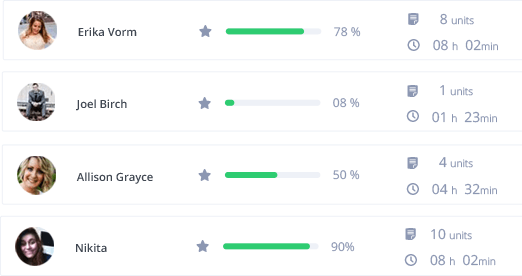 Erika Vorm 78 % 8 units
08 h 02min
Joel Birch 08 % 1 units
01 h 23min
Allison Grayce 50 % 4 units
04 h 32min
Nikita 90% 10 units
08 h 02min